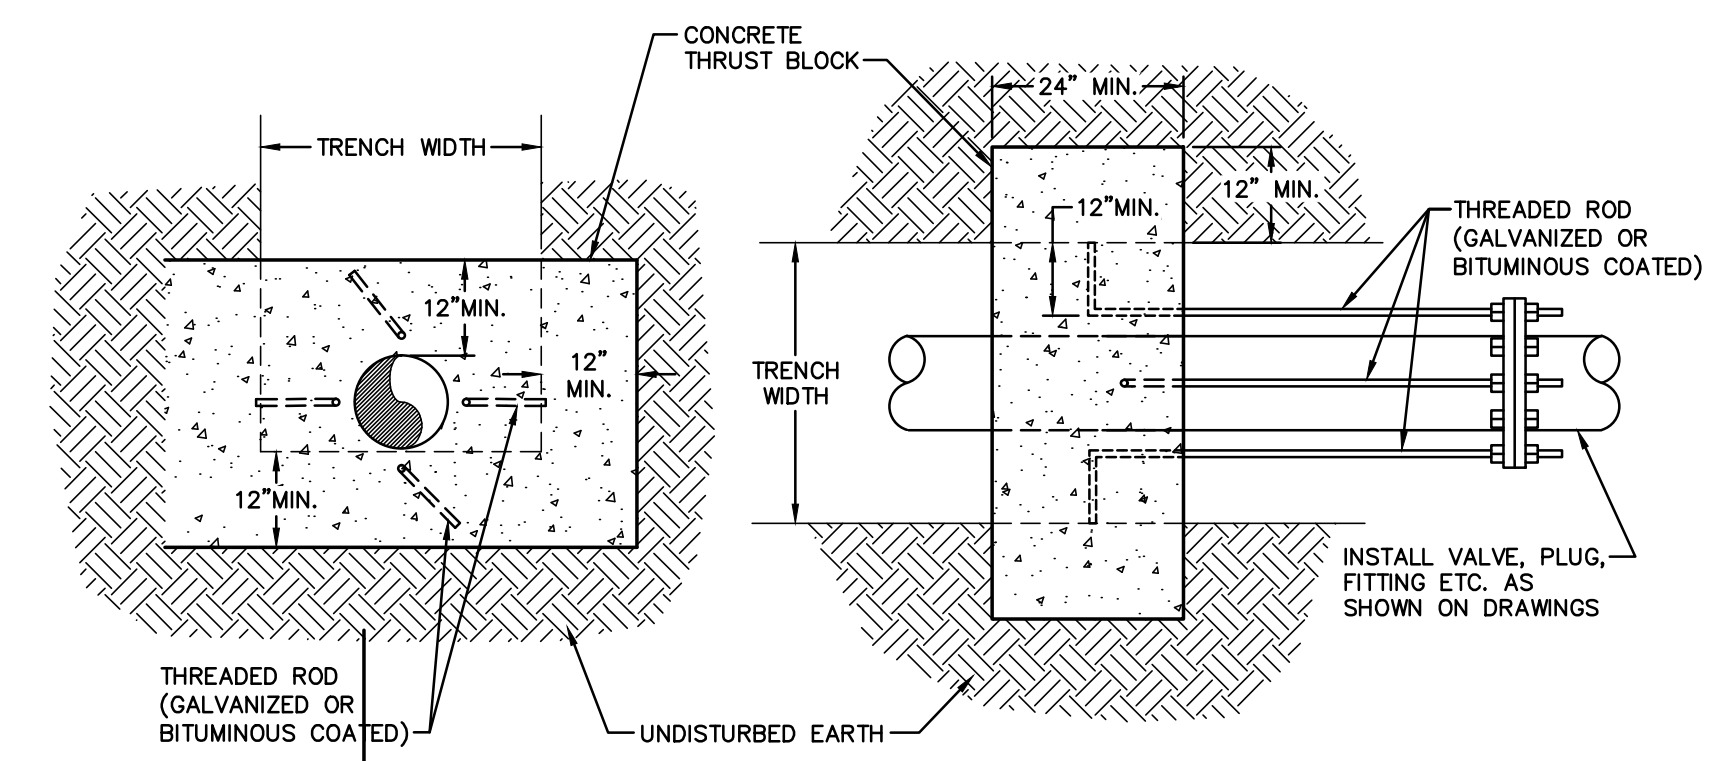 CONCRETE
THRUST BLOCK
TRENCH WIDTH
12”MIN.
12”
MIN.
12”MIN.
THREADED ROD
(GALVANIZED OR
BITUMINOUS COATED)
UNDISTURBED EARTH
24” MIN.
12” MIN.
12”MIN.
TRENCH
WIDTH
THREADED ROD
(GALVANIZED OR
BITUMINOUS COATED)
INSTALL VALVE, PLUG,
FITTING ETC. AS
SHOWN ON DRAWINGS